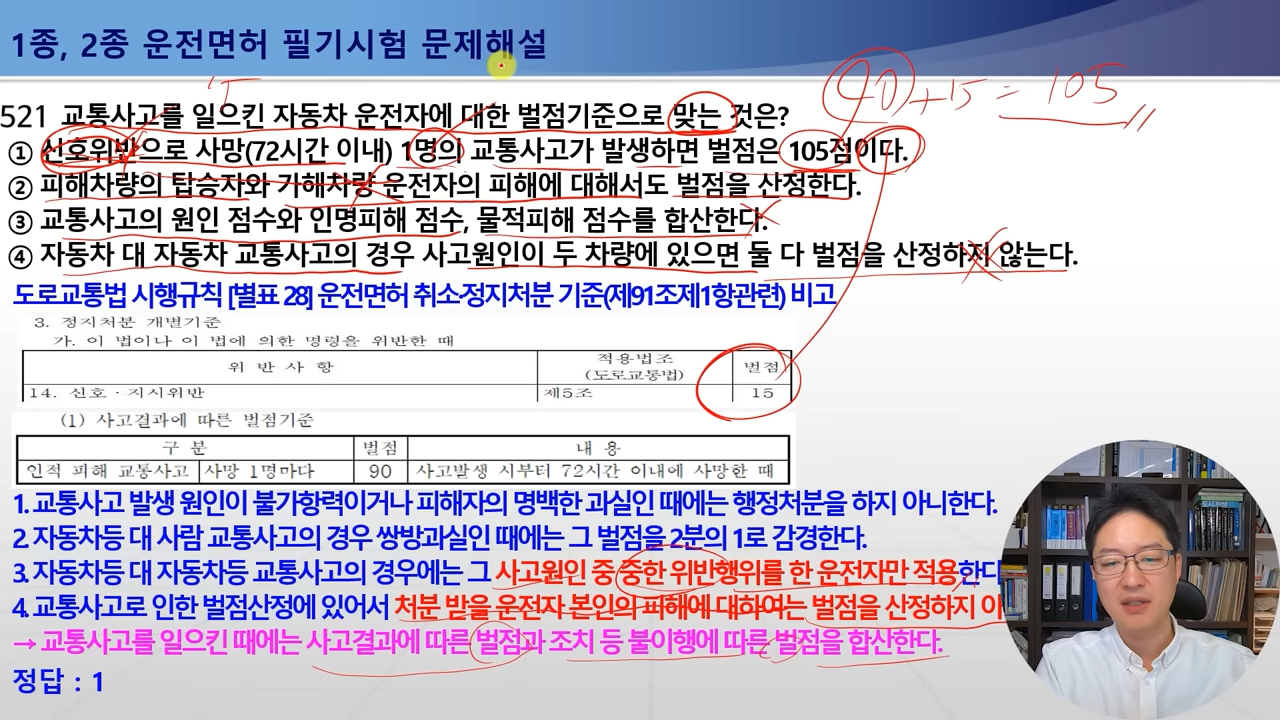 1종, 2종 운전면허 필기시험 문제해설
90+15=105
521 교통사고를 일으킨 자동차 운전자에 대한 벌점기준으로 맞는 것은?
① 신호위반으로 사망(72시간 이내) 1명의 교통사고가 발생하면 벌점은 105점이다.
② 피해차량의 탑승자와 가해차량 운전자의 피해에 대해서도 벌점을 산정한다.
③ 교통사고의 원인 점수와 인명피해 점수, 물적피해 점수를 합산한다.
④ 자동차 대 자동차 교통사고의 경우 사고원인이 두 차량에 있으면 둘 다 벌점을 산정하지 않는다.
도로교통법 시행규칙 [별표 28] 운전면허 취소·정지처분 기준(제91조제1항관련) 비고
3. 정지처분 개별기준
가. 이 법이나 이 법에 의한 명령을 위반한 때
위 반 사 항 적용법조 (도로교통법) 벌점
14. 신호·지시위반 제5조 15
(1) 사고결과에 따른 벌점기준
구 분 벌점 내 용
인적 피해 교통사고 사망 1명마다 90 사고발생 시부터 72시간 이내에 사망한 때
1. 교통사고 발생 원인이 불가항력이거나 피해자의 명백한 과실인 때에는 행정처분을 하지 아니한다.
2. 자동차등 대 사람 교통사고의 경우 쌍방과실인 때에는 그 벌점을 2분의 1로 감경한다.
3. 자동차등 대 자동차등 교통사고의 경우에는 그 사고원인 중 중한 위반행위를 한 운전자만 적용한다
4. 교통사고로 인한 벌점산정에 있어서 처분 받을 운전자 본인의 피해에 대하여는 벌점을 산정하지 아
→ 교통사고를 일으킨 때에는 사고결과에 따른 벌점과 조치 등 불이행에 따른 벌점을 합산한다.
정답 : 1